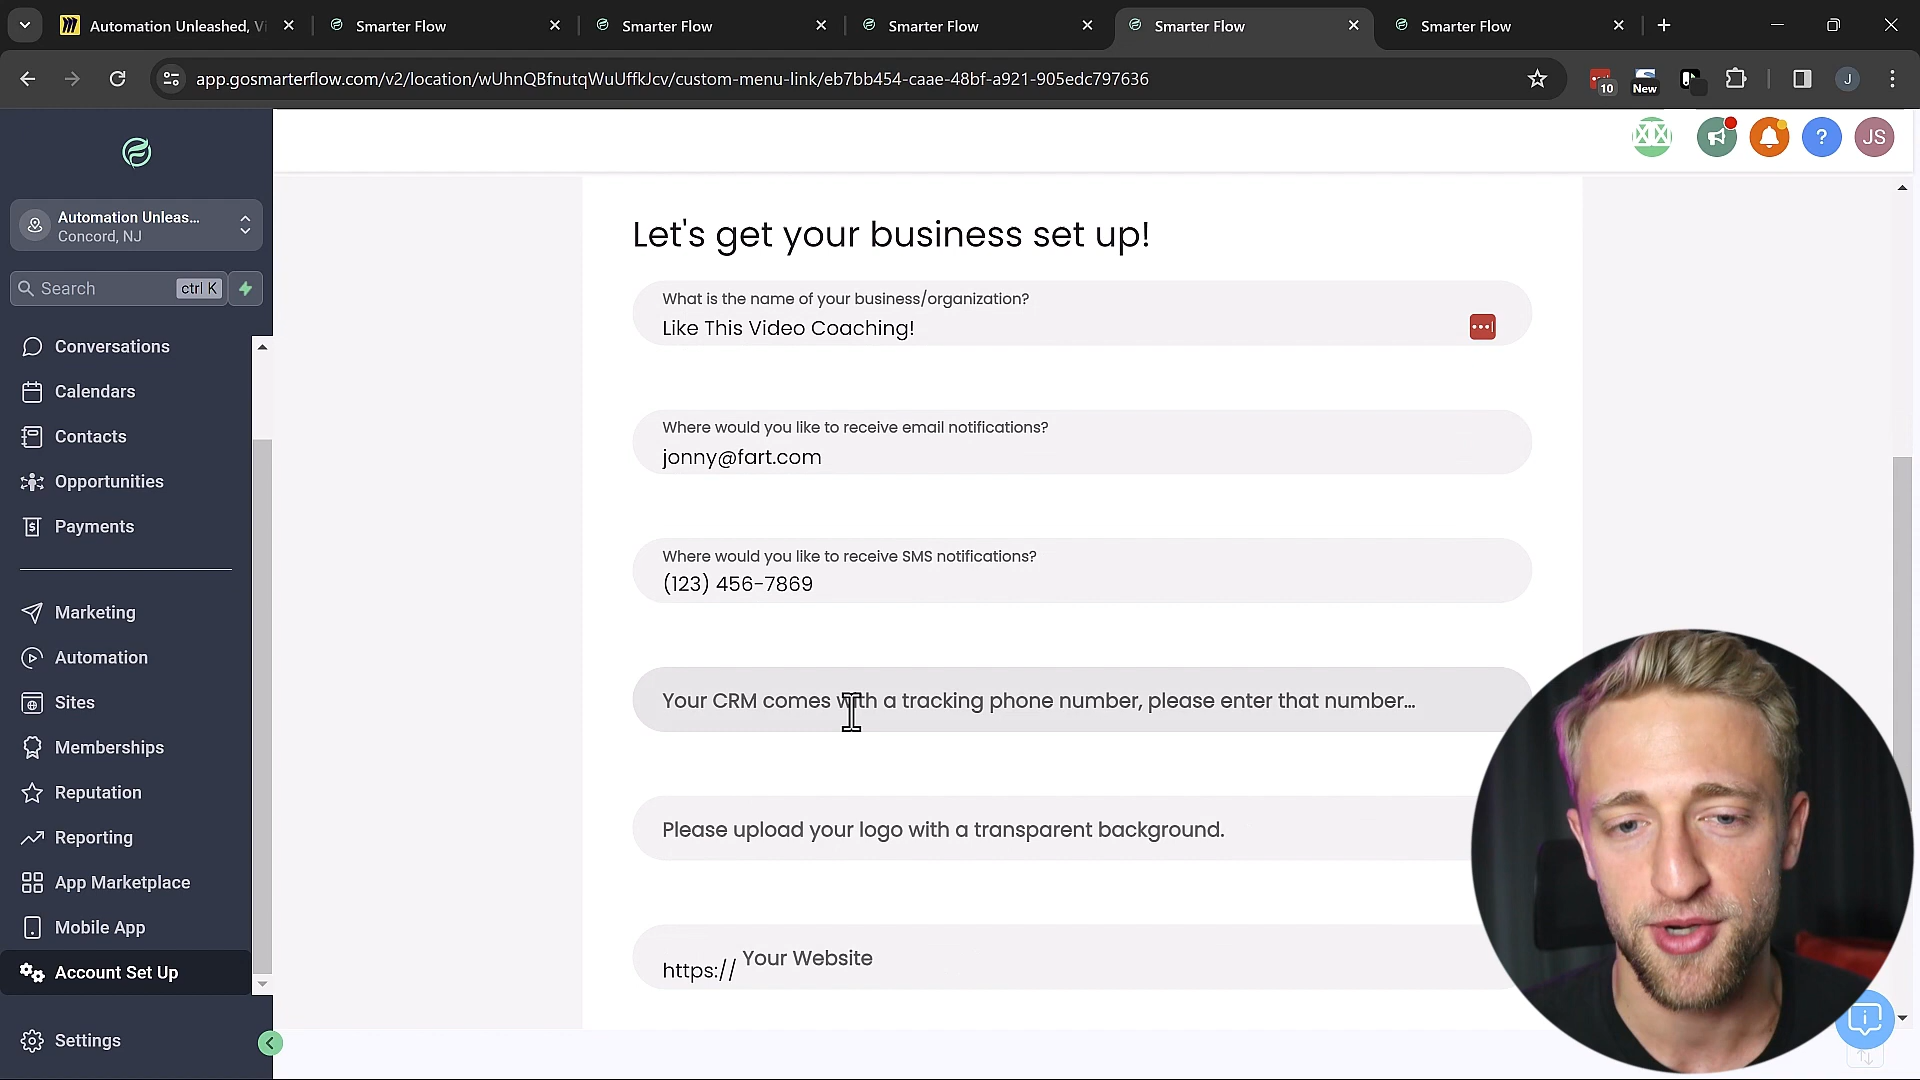 Automation Unleashed, Vi
Smarter Flow
Smarter Flow
Smarter Flow
Smarter Flow
Smarter Flow
app.gosmarterflow.com/v2/location/wUhnQBfnutqWuUffkJcv/custom-menu-link/eb7bb454-caae-48bf-a921-905edc797636
10
New
J
JS
Automation Unleas...
Concord, NJ
Search
ctrl K
Conversations
Calendars
Contacts
Opportunities
Payments
Marketing
Automation
Sites
Memberships
Reputation
Reporting
App Marketplace
Mobile App
Account Set Up
Settings
Let's get your business set up!
What is the name of your business/organization?
Like This Video Coaching!
Where would you like to receive email notifications?
jonny@fart.com
Where would you like to receive SMS notifications?
(123) 456-7869
Your CRM comes with a tracking phone number, please enter that number...
Please upload your logo with a transparent background.
https:// Your Website